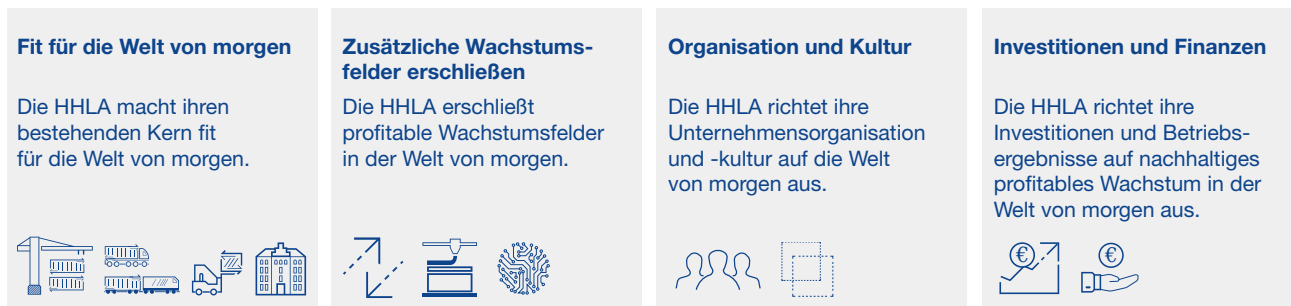 Fit für die Welt von morgen
Die HHLA macht ihren
bestehenden Kern fit
für die Welt von morgen.
Zusätzliche Wachstums-
felder erschließen
Die HHLA erschließt
profitable Wachstumsfelder
in der Welt von morgen.
Organisation und Kultur
Die HHLA richtet ihre
Unternehmensorganisation
und -kultur auf die Welt
von morgen aus.
Investitionen und Finanzen
Die HHLA richtet ihre
Investitionen und Betriebs-
ergebnisse auf nachhaltiges
profitables Wachstum in der
Welt von morgen aus.
€
€